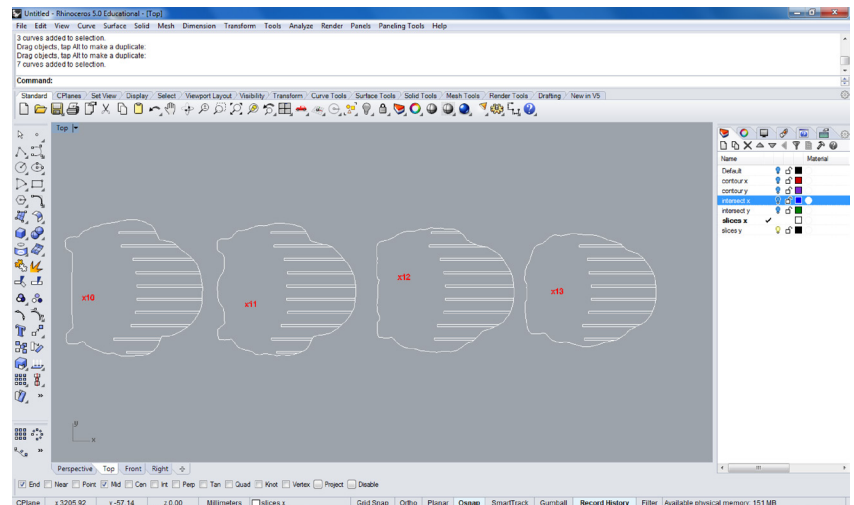 Untitled - Rhinoceros 5.0 Educational - [Top]
File Edit View Curve Surface Solid Mesh Dimension Transform Tools Analyze Render Panels Paneling Tools Help
3 curves added to selection.
Drag objects, tap Alt to make a duplicate:
Drag objects, tap Alt to make a duplicate:
7 curves added to selection.
Command:
Standard CPlanes Set View Display Select Viewport Layout Visibility Transform Curve Tools Surface Tools Solid Tools Mesh Tools Render Tools Drafting New in V5
Top
Name Material
Default
contour x
contour y
intersect x
intersect y
slices x
slices y
x10
x11
x12
x13
y
x
Perspective Top Front Right
End Near Point Mid Cen Int Perp Tan Quad Knot Vertex Project Disable
CPlane x 3205.92 y -57.14 z 0.00 Millimeters slices x Grid Snap Ortho Planar Osnap SmartTrack Gumball Record History Filter Available physical memory: 151 MB